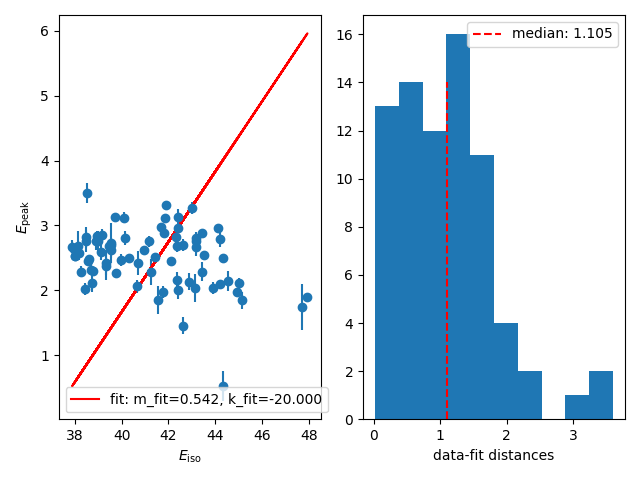 6
5
4
3
2
1
E_peak
38 40 42 44 46 48
E_iso
fit: m_fit=0.542, k_fit=-20.000
16
14
12
10
8
6
4
2
0
0 1 2 3
data-fit distances
median: 1.105